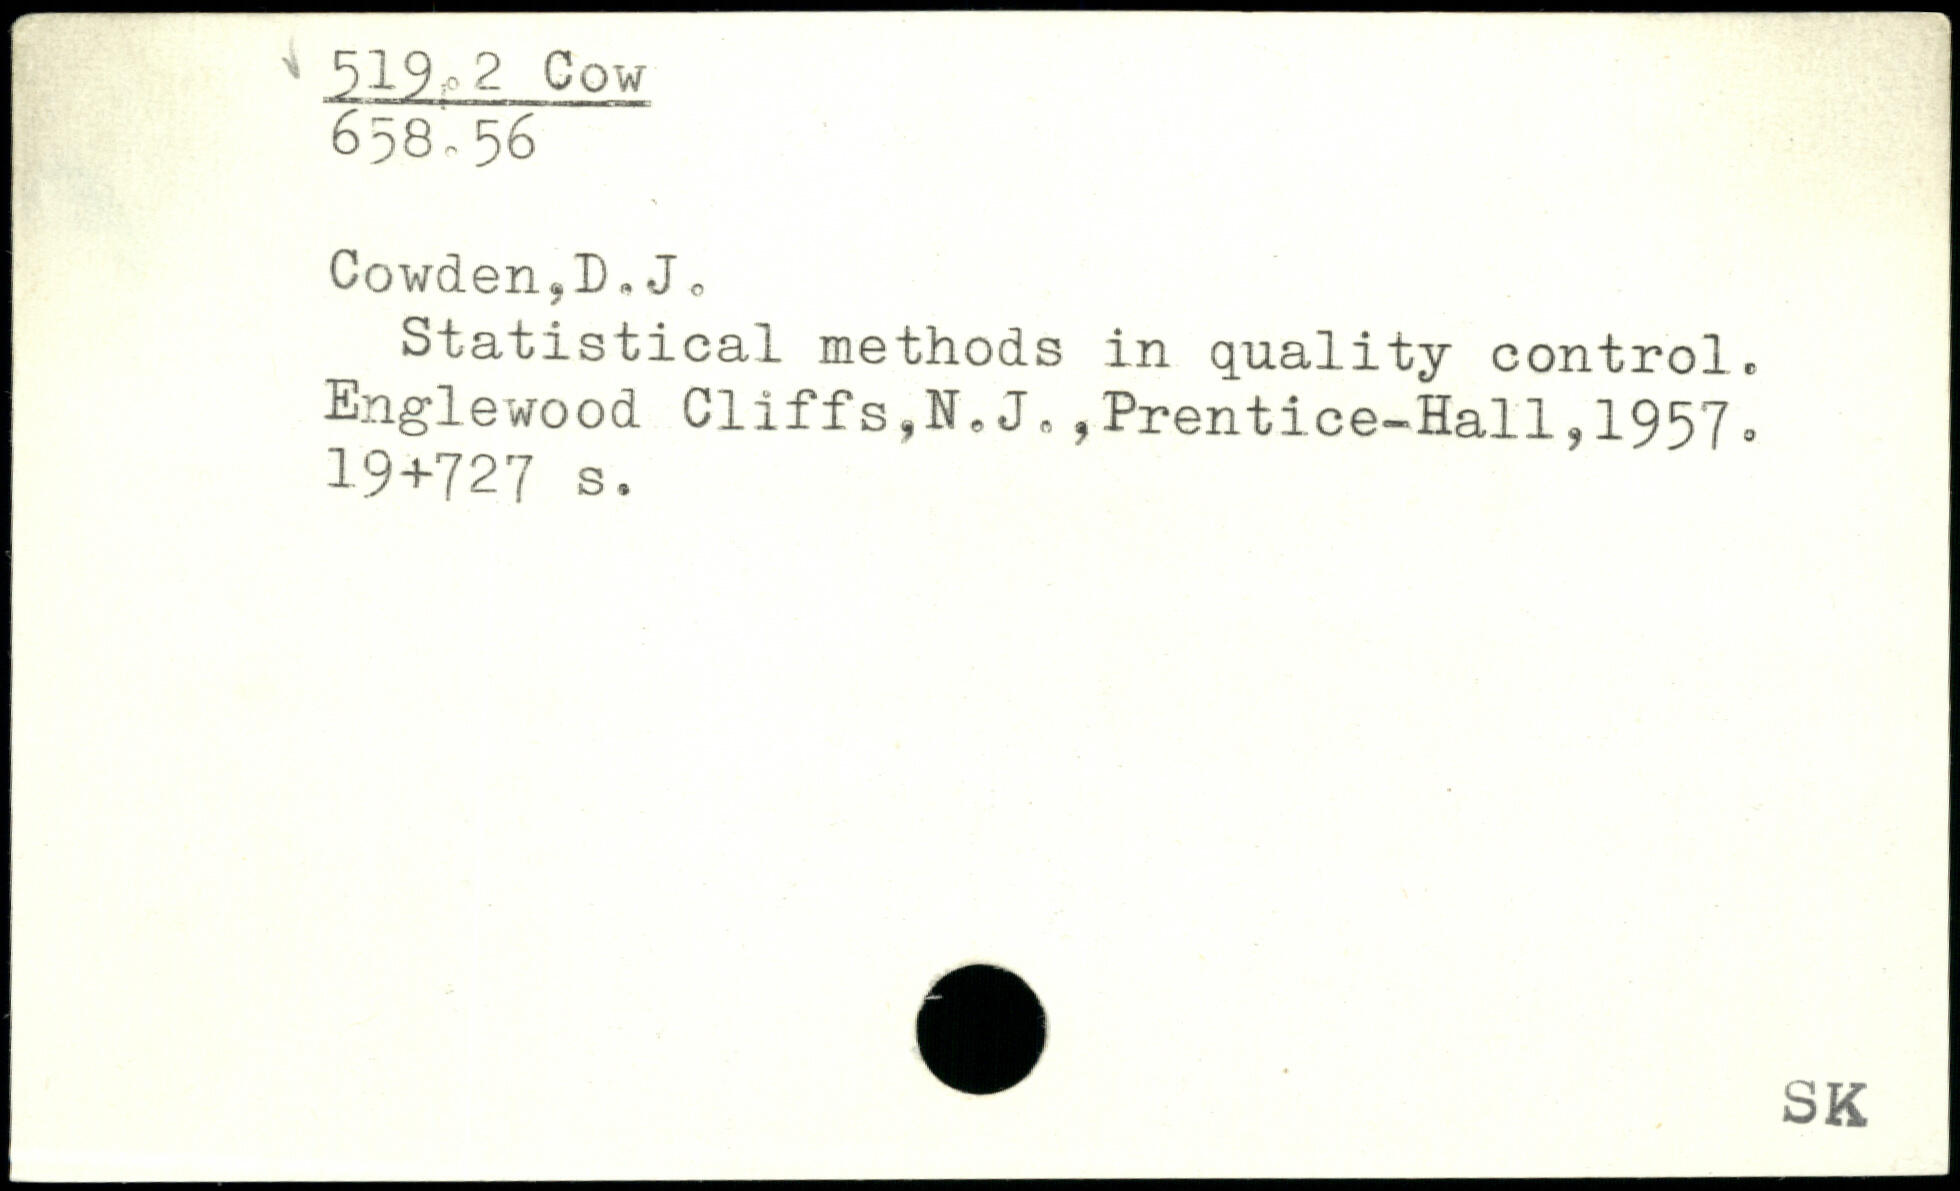 519.2 Cow
658.56
Cowden,D.J.
Statistical methods in quality control.
Englewood Cliffs,N.J.,Prentice-Hall,1957.
19+727 s.
SK